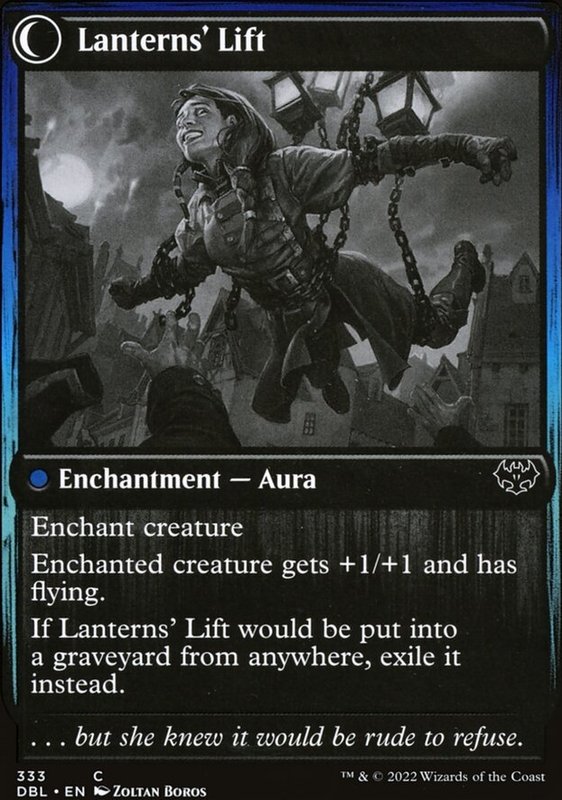 Lanterns' Lift
Enchantment — Aura
Enchant creature
Enchanted creature gets +1/+1 and has
flying.
If Lanterns' Lift would be put into
a graveyard from anywhere, exile it
instead.
. . . but she knew it would be rude to refuse.
333 C
DBL • EN ZOLTAN BOROS
™ & © 2022 Wizards of the Coast